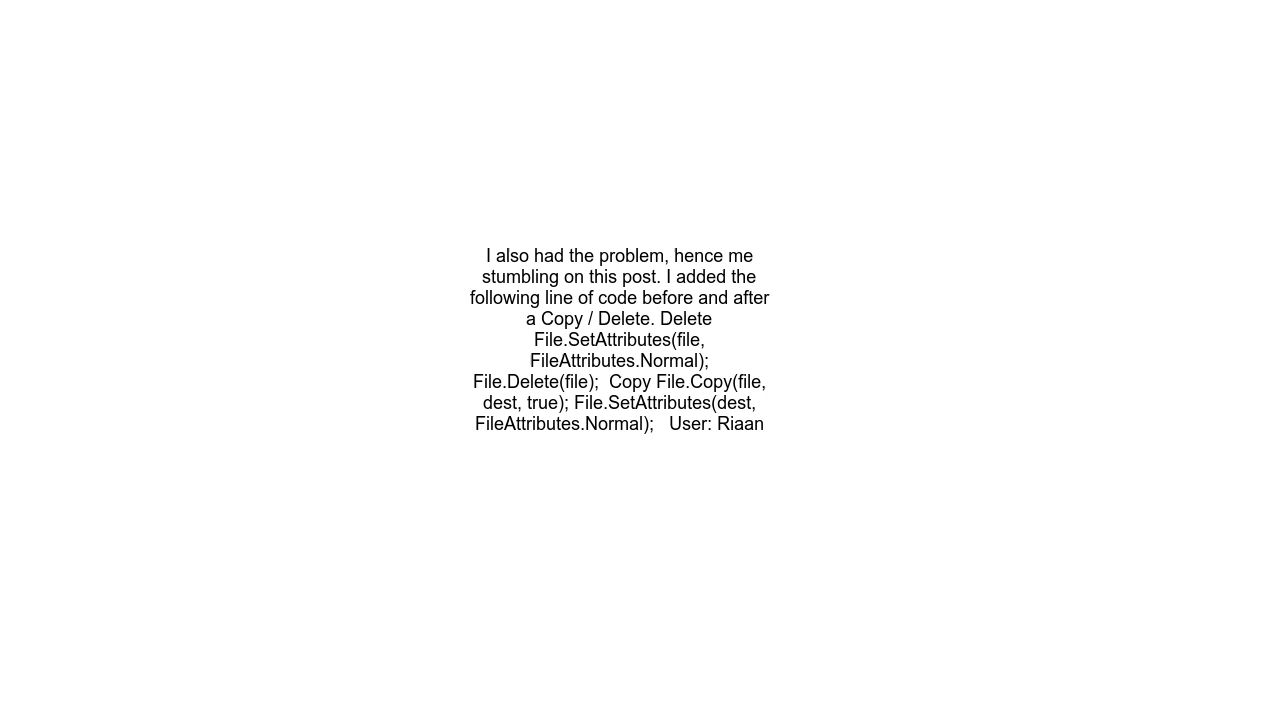 I also had the problem, hence me
stumbling on this post. I added the
following line of code before and after
a Copy / Delete. Delete
File.SetAttributes(file,
FileAttributes.Normal);
File.Delete(file);  Copy File.Copy(file,
dest, true); File.SetAttributes(dest,
FileAttributes.Normal);   User: Riaan